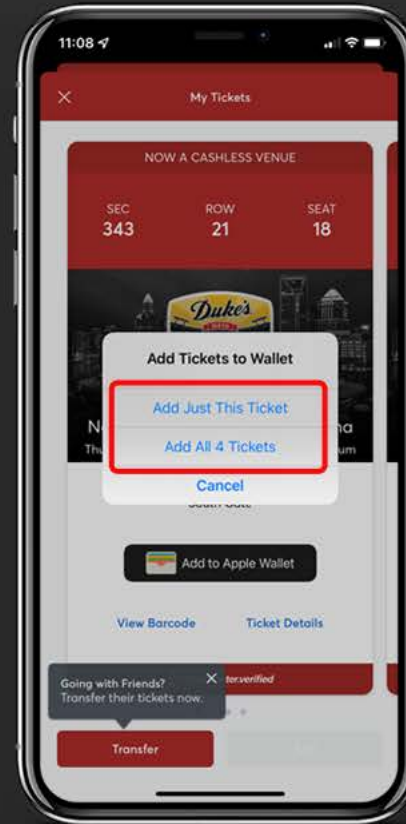 11:08
My Tickets
NOW A CASHLESS VENUE
SEC ROW SEAT
343 21 18
Duke's
Add Tickets to Wallet
Add Just This Ticket
Add All 4 Tickets
Cancel
Add to Apple Wallet
View Barcode Ticket Details
Going with Friends?
Transfer their tickets now.
Transfer